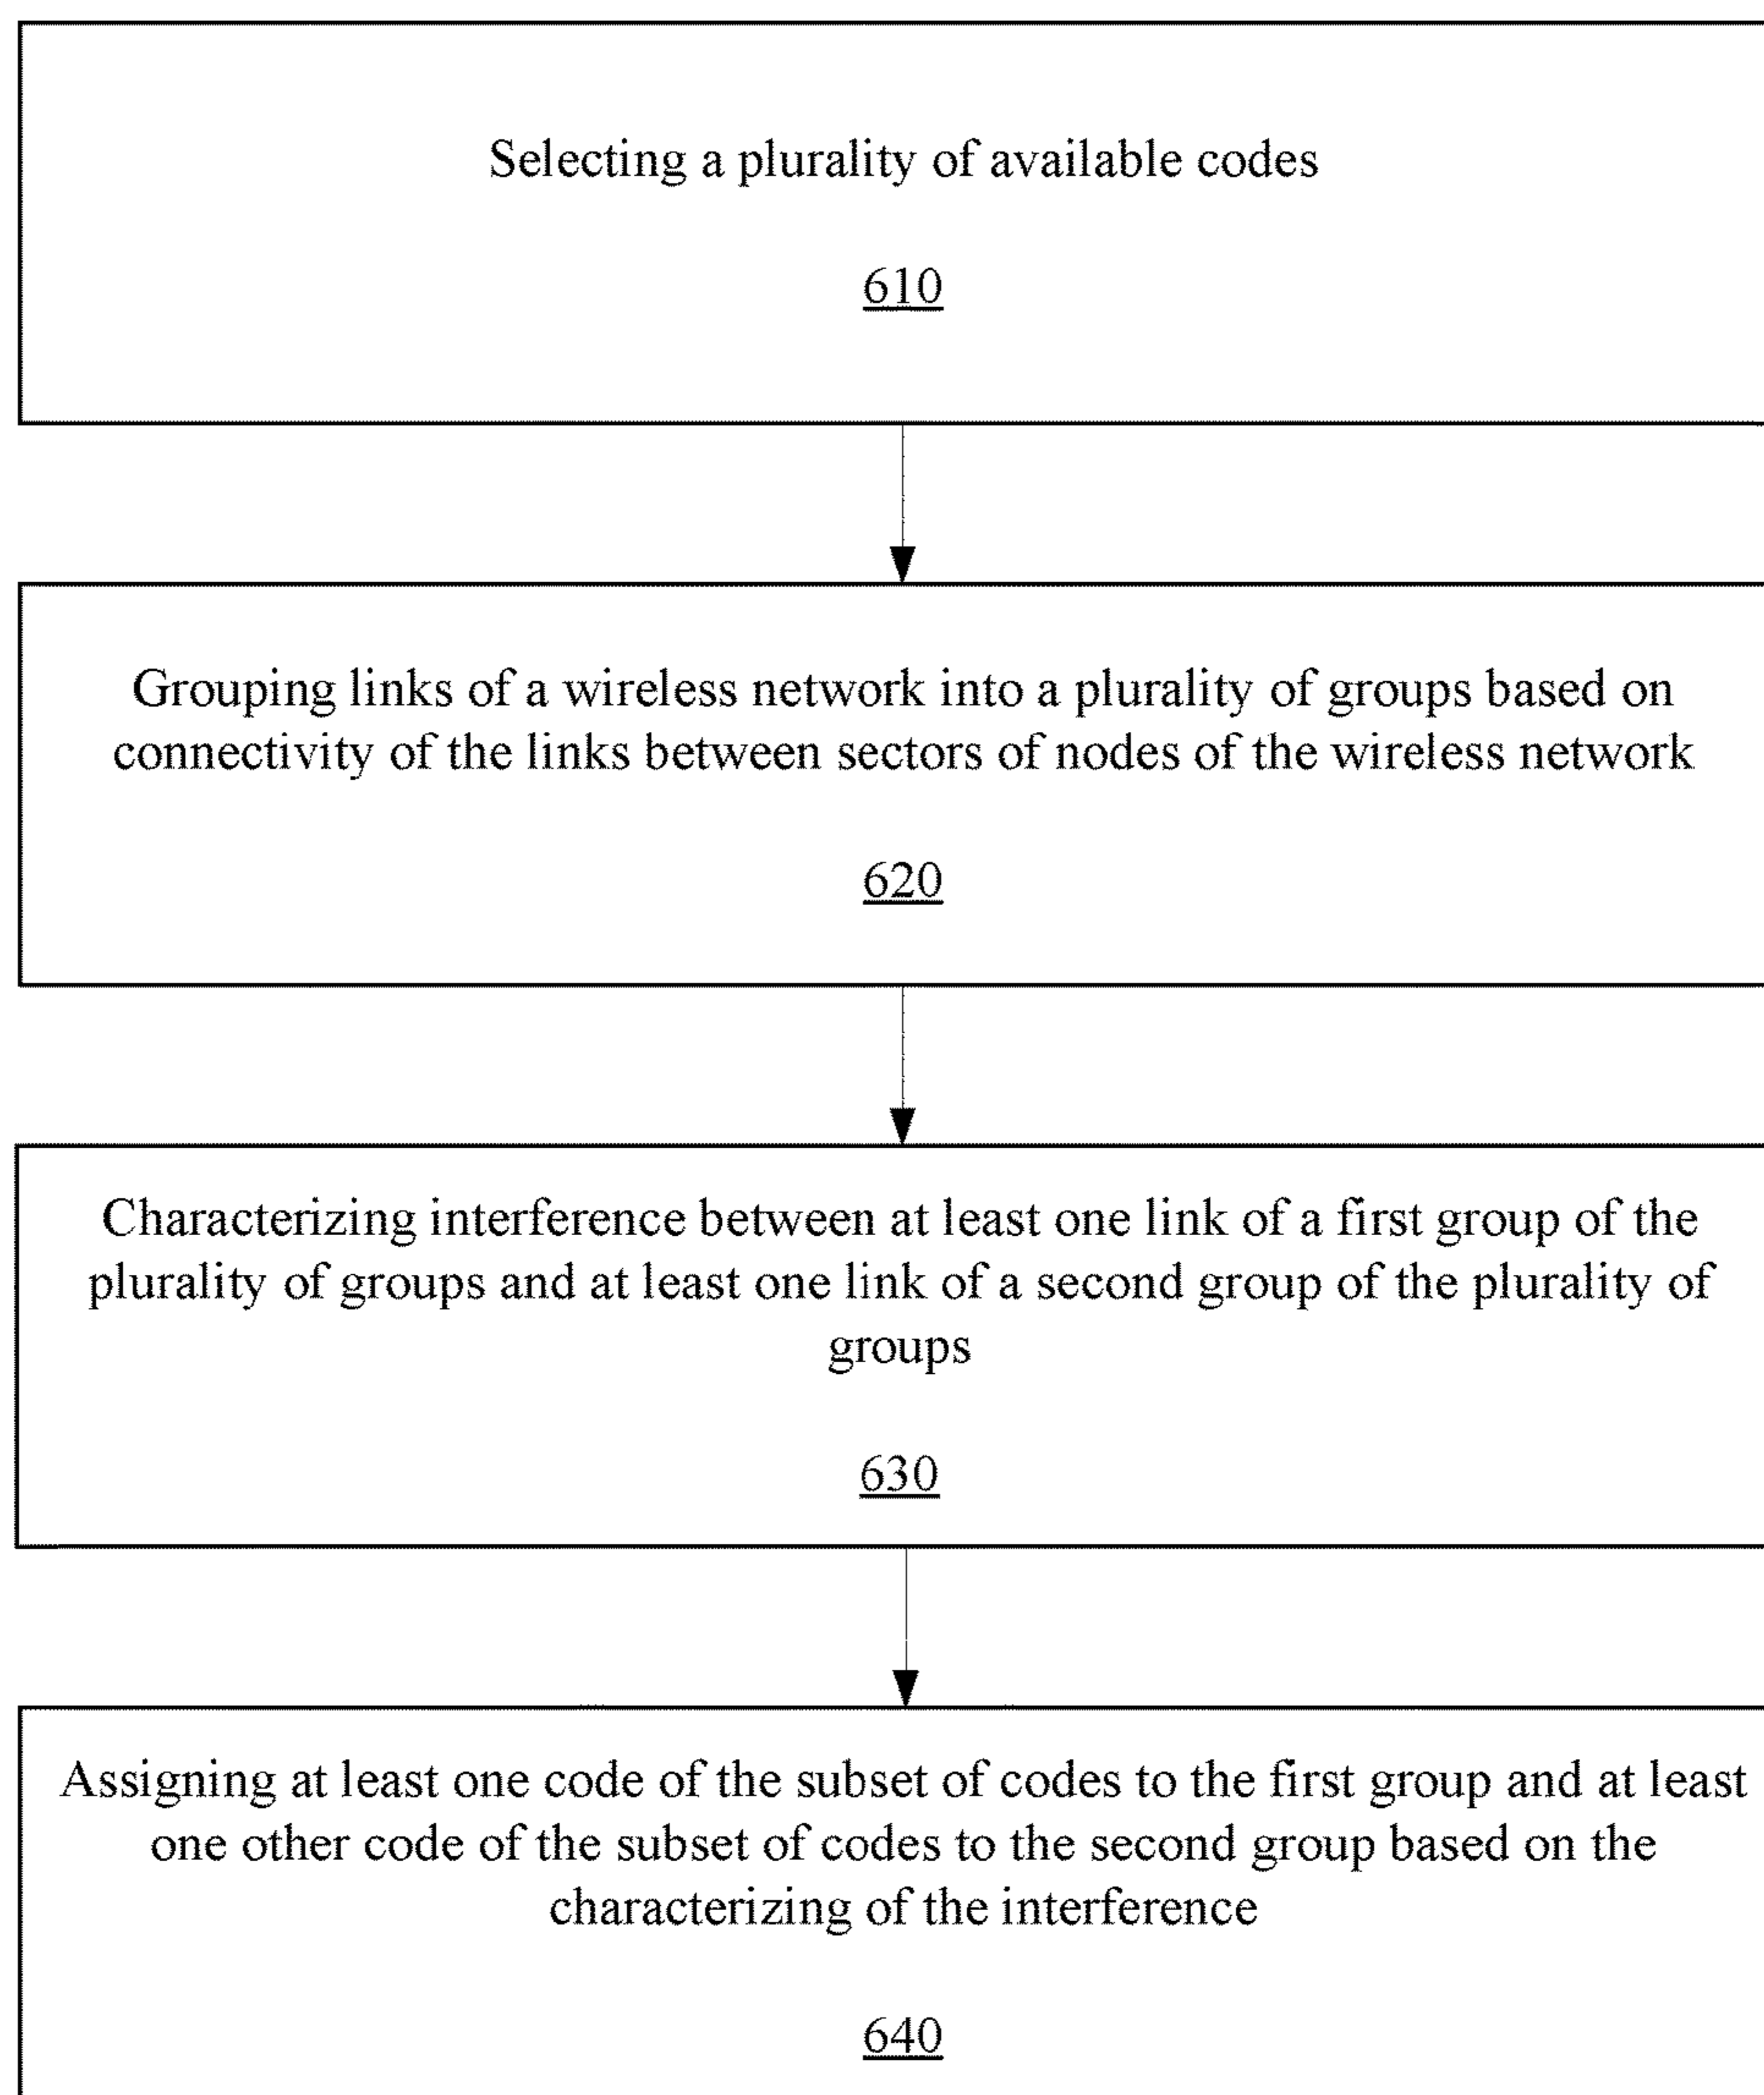 Selecting a plurality of available codes
610
Grouping links of a wireless network into a plurality of groups based on
connectivity of the links between sectors of nodes of the wireless network
620
Characterizing interference between at least one link of a first group of the
plurality of groups and at least one link of a second group of the plurality of
groups
630
Assigning at least one code of the subset of codes to the first group and at least
one other code of the subset of codes to the second group based on the
characterizing of the interference
640